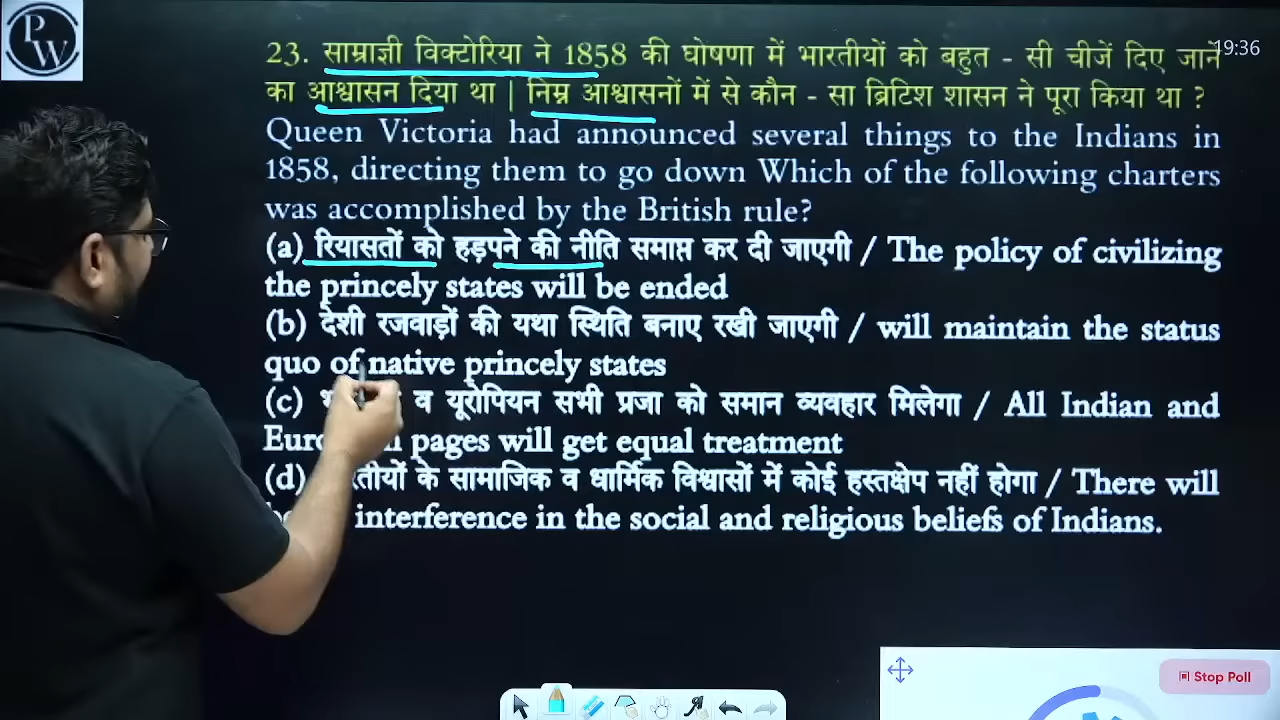 PW
19:36
23. साम्राज्ञी विक्टोरिया ने 1858 की घोषणा में भारतीयों को बहुत - सी चीजें दिए जाने
का आश्वासन दिया था | निम्न आश्वासनों में से कौन - सा ब्रिटिश शासन ने पूरा किया था ?
Queen Victoria had announced several things to the Indians in
1858, directing them to go down Which of the following charters
was accomplished by the British rule?
(a) रियासतों को हड़पने की नीति समाप्त कर दी जाएगी / The policy of civilizing
the princely states will be ended
(b) देशी रजवाड़ों की यथा स्थिति बनाए रखी जाएगी / will maintain the status
quo of native princely states
(c) व यूरोपियन सभी प्रजा को समान व्यवहार मिलेगा / All Indian and
pages will get equal treatment
(d) के सामाजिक व धार्मिक विश्वासों में कोई हस्तक्षेप नहीं होगा / There will
interference in the social and religious beliefs of Indians.
Stop Poll